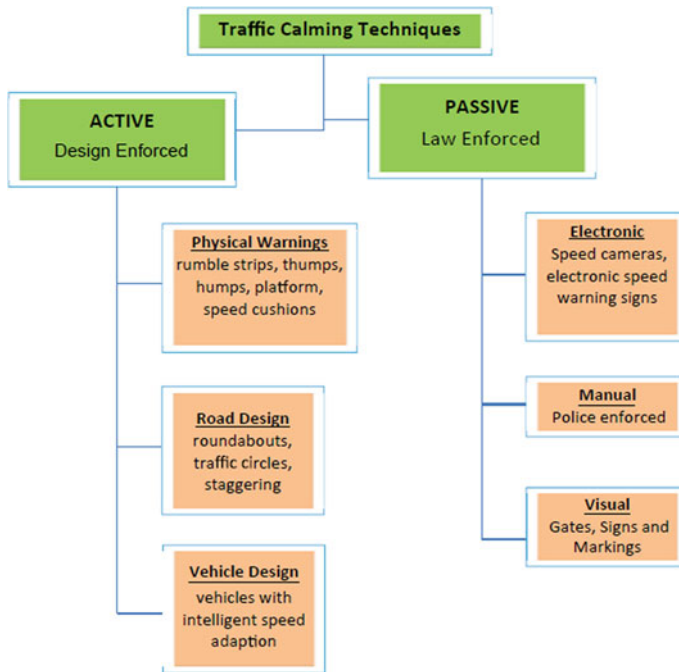 Traffic Calming Techniques
ACTIVE
Design Enforced
PASSIVE
Law Enforced
Physical Warnings
rumble strips, thumps,
humps, platform,
speed cushions
Road Design
roundabouts,
traffic circles,
staggering
Vehicle Design
vehicles with
intelligent speed
adaption
Electronic
Speed cameras,
electronic speed
warning signs
Manual
Police enforced
Visual
Gates, Signs and
Markings